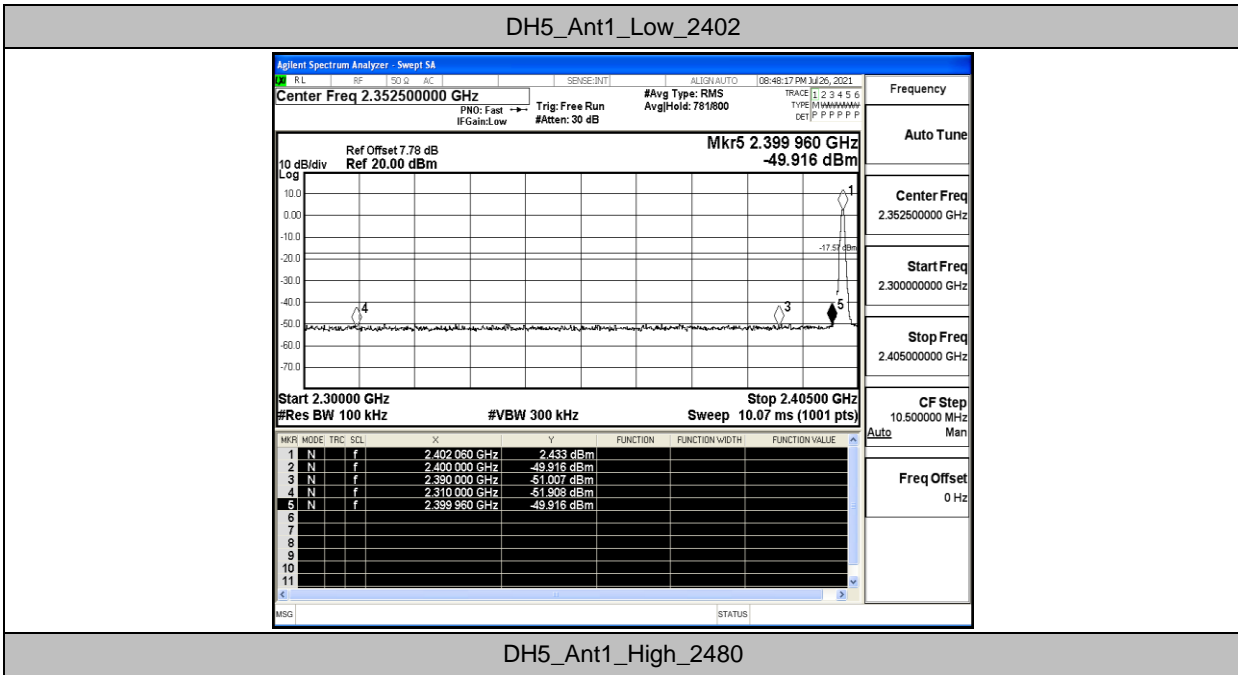 DH5_Ant1_Low_2402
Agilent Spectrum Analyzer - Swept SA
RL RF 50 Ω AC SENSE:INT ALIGNAUTO 08:48:17 PM Jul 26, 2021
Center Freq 2.352500000 GHz
PNO: Fast
IFGain:Low
Trig: Free Run
#Atten: 30 dB
#Avg Type: RMS
Avg|Hold: 781/800
TRACE 1 2 3 4 5 6
TYPE M
DET P P P P P P
Frequency
Auto Tune
Center Freq
2.352500000 GHz
Start Freq
2.300000000 GHz
Stop Freq
2.405000000 GHz
CF Step
10.500000 MHz
Auto Man
Freq Offset
0 Hz
Mkr5 2.399 960 GHz
-49.916 dBm
Ref Offset 7.78 dB
10 dB/div Ref 20.00 dBm
Log
10.0
0.00
-10.0
-20.0
-30.0
-40.0
-50.0
-60.0
-70.0
1
-17.57 dBm
4
3
5
Start 2.30000 GHz Stop 2.40500 GHz
#Res BW 100 kHz #VBW 300 kHz Sweep 10.07 ms (1001 pts)
MKR MODE TRC SCL X Y FUNCTION FUNCTION WIDTH FUNCTION VALUE
1 N f 2.402 060 GHz 2.433 dBm
2 N f 2.400 000 GHz -49.916 dBm
3 N f 2.390 000 GHz -51.007 dBm
4 N f 2.310 000 GHz -51.908 dBm
5 N f 2.399 960 GHz -49.916 dBm
6
7
8
9
10
11
MSG STATUS
DH5_Ant1_High_2480